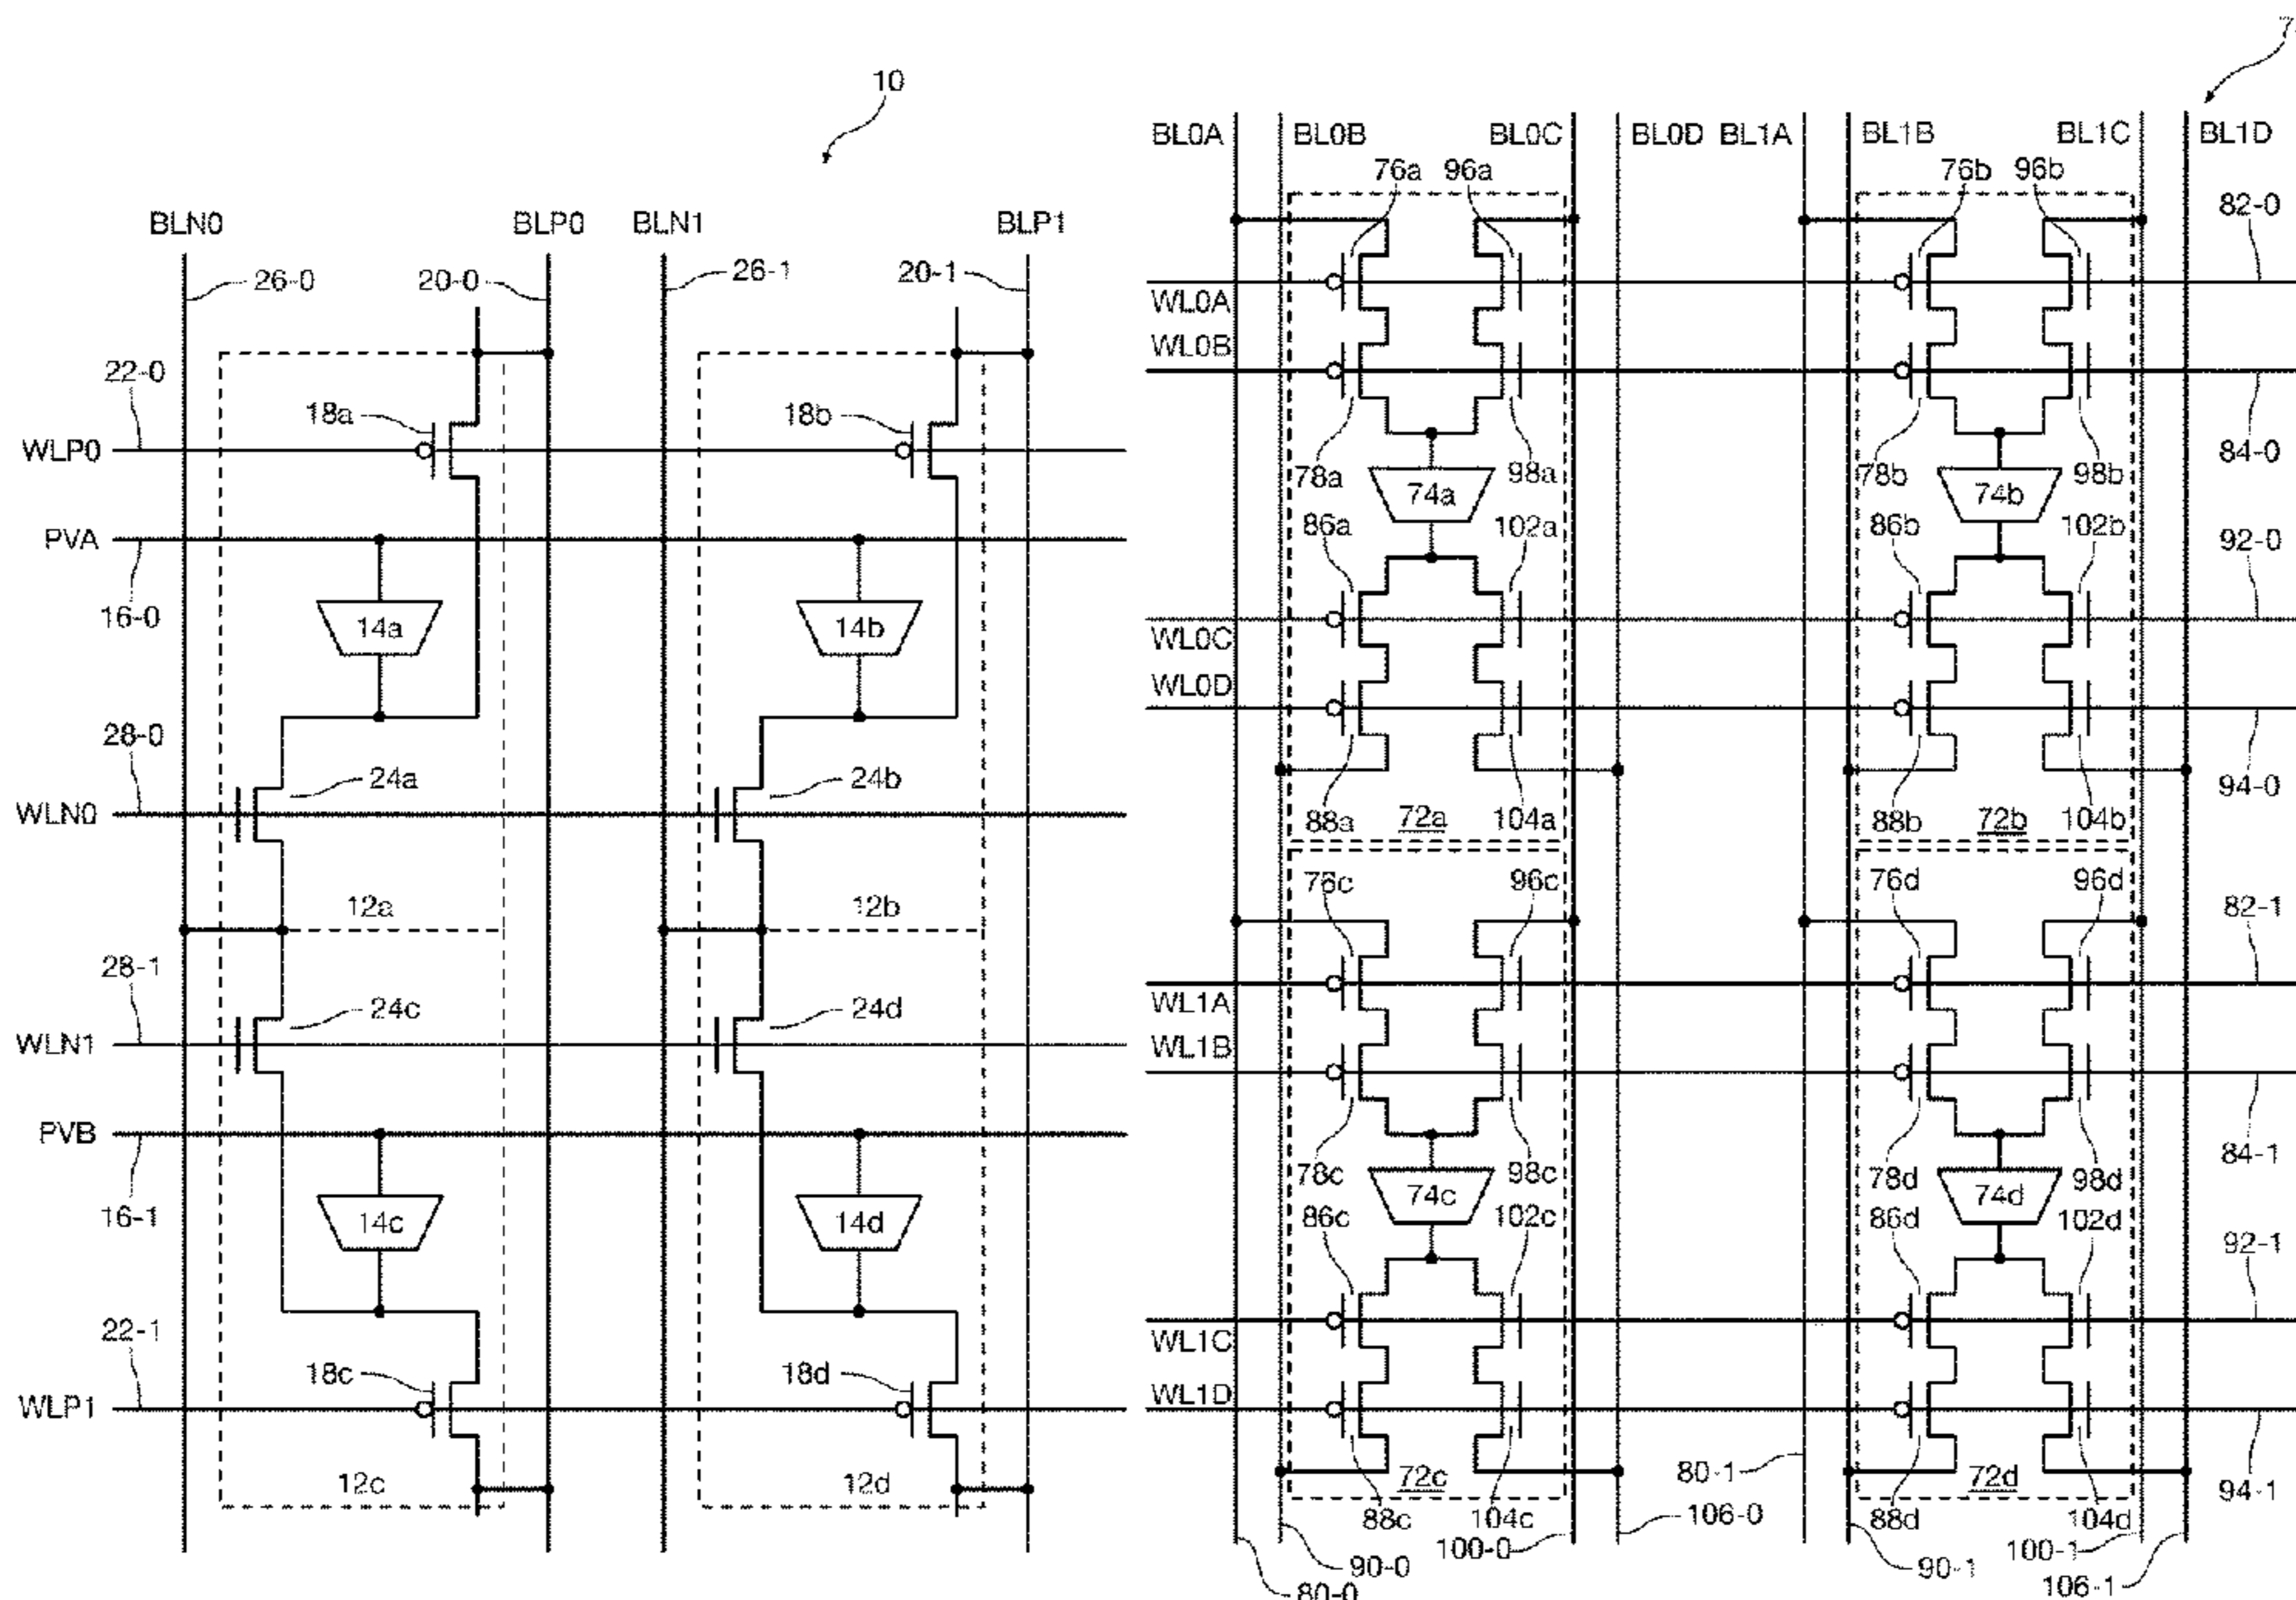 7
10
BLN0 BLP0 BLN1 BLP1
26-0 20-0 26-1 20-1
22-0
18a 18b
WLP0
PVA
16-0
14a 14b
28-0
24a 24b
WLN0
12a 12b
28-1
24c 24d
WLN1
PVB
16-1
14c 14d
22-1
18c 18d
WLP1
12c 12d
BL0A BL0B BL0C BL0D BL1A BL1B BL1C BL1D
76a 96a 76b 96b
82-0
WL0A
WL0B
78a 98a 78b 98b
84-0
74a 74b
86a 102a 86b 102b
92-0
WL0C
WL0D
94-0
88a 72a 104a 88b 72b 104b
76c 96c 76d 96d
82-1
WL1A
WL1B
84-1
78c 98c 78d 98d
74c 74d
86c 102c 86d 102d
92-1
WL1C
WL1D
80-1
72c 72d
94-1
88c 104c 106-0 88d 104d
100-0 100-1
90-0 90-1
80-0 106-1